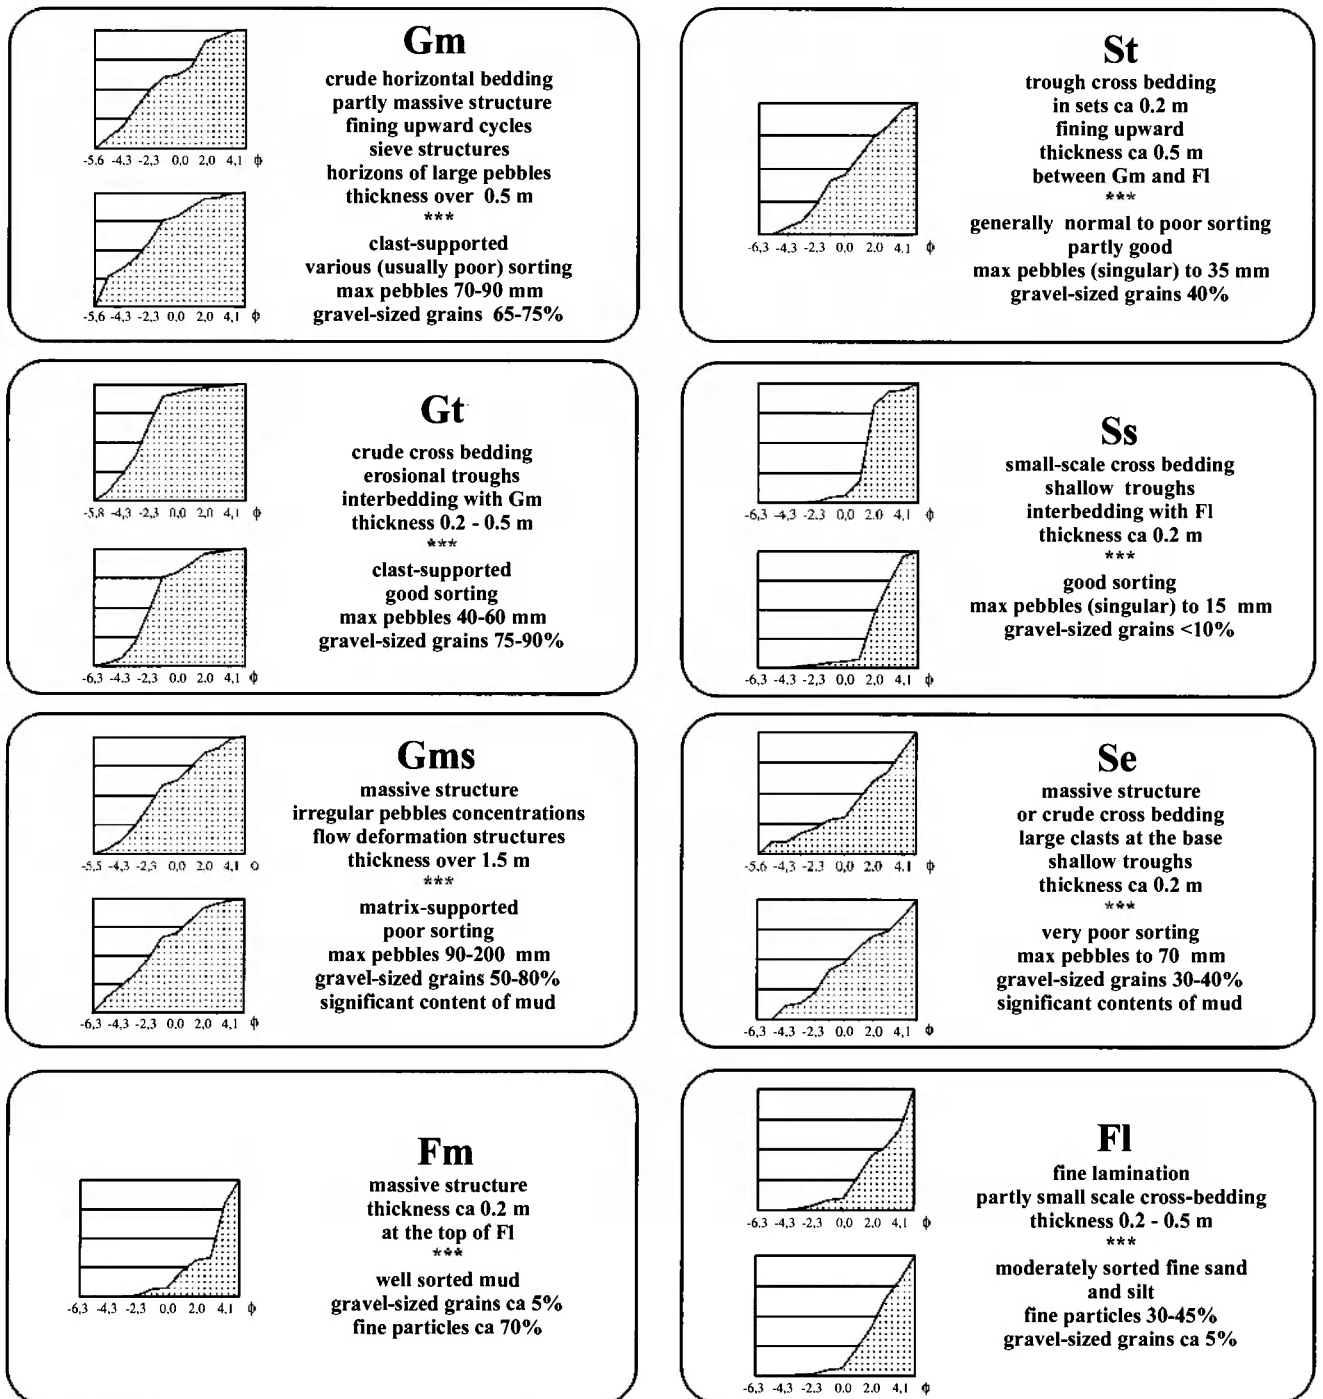 Gm
crude horizontal bedding
partly massive structure
fining upward cycles
sieve structures
horizons of large pebbles
thickness over 0.5 m
***
clast-supported
various (usually poor) sorting
max pebbles 70-90 mm
gravel-sized grains 65-75%
-5,6 -4,3 -2,3 0,0 2,0 4,1 ϕ
-5,6 -4,3 -2,3 0,0 2,0 4,1 ϕ
St
trough cross bedding
in sets ca 0.2 m
fining upward
thickness ca 0.5 m
between Gm and Fl
***
generally normal to poor sorting
partly good
max pebbles (singular) to 35 mm
gravel-sized grains 40%
-6,3 -4,3 -2,3 0,0 2,0 4,1 ϕ
Gt
crude cross bedding
erosional troughs
interbedding with Gm
thickness 0.2 - 0.5 m
***
clast-supported
good sorting
max pebbles 40-60 mm
gravel-sized grains 75-90%
-5,8 -4,3 -2,3 0,0 2,0 4,1 ϕ
-6,3 -4,3 -2,3 0,0 2,0 4,1 ϕ
Ss
small-scale cross bedding
shallow troughs
interbedding with Fl
thickness ca 0.2 m
***
good sorting
max pebbles (singular) to 15 mm
gravel-sized grains <10%
-6,3 -4,3 -2,3 0,0 2,0 4,1 ϕ
-6,3 -4,3 -2,3 0,0 2,0 4,1 ϕ
Gms
massive structure
irregular pebbles concentrations
flow deformation structures
thickness over 1.5 m
***
matrix-supported
poor sorting
max pebbles 90-200 mm
gravel-sized grains 50-80%
significant content of mud
-5,5 -4,3 -2,3 0,0 2,0 4,1
-6,3 -4,3 -2,3 0,0 2,0 4,1 ϕ
Se
massive structure
or crude cross bedding
large clasts at the base
shallow troughs
thickness ca 0.2 m
***
very poor sorting
max pebbles to 70 mm
gravel-sized grains 30-40%
significant contents of mud
-5,6 -4,3 -2,3 0,0 2,0 4,1 ϕ
-6,3 -4,3 -2,3 0,0 2,0 4,1 ϕ
Fm
massive structure
thickness ca 0.2 m
at the top of Fl
***
well sorted mud
gravel-sized grains ca 5%
fine particles ca 70%
-6,3 -4,3 -2,3 0,0 2,0 4,1 ϕ
Fl
fine lamination
partly small scale cross-bedding
thickness 0.2 - 0.5 m
***
moderately sorted fine sand
and silt
fine particles 30-45%
gravel-sized grains ca 5%
-6,3 -4,3 -2,3 0,0 2,0 4,1 ϕ
-6,3 -4,3 -2,3 0,0 2,0 4,1 ϕ